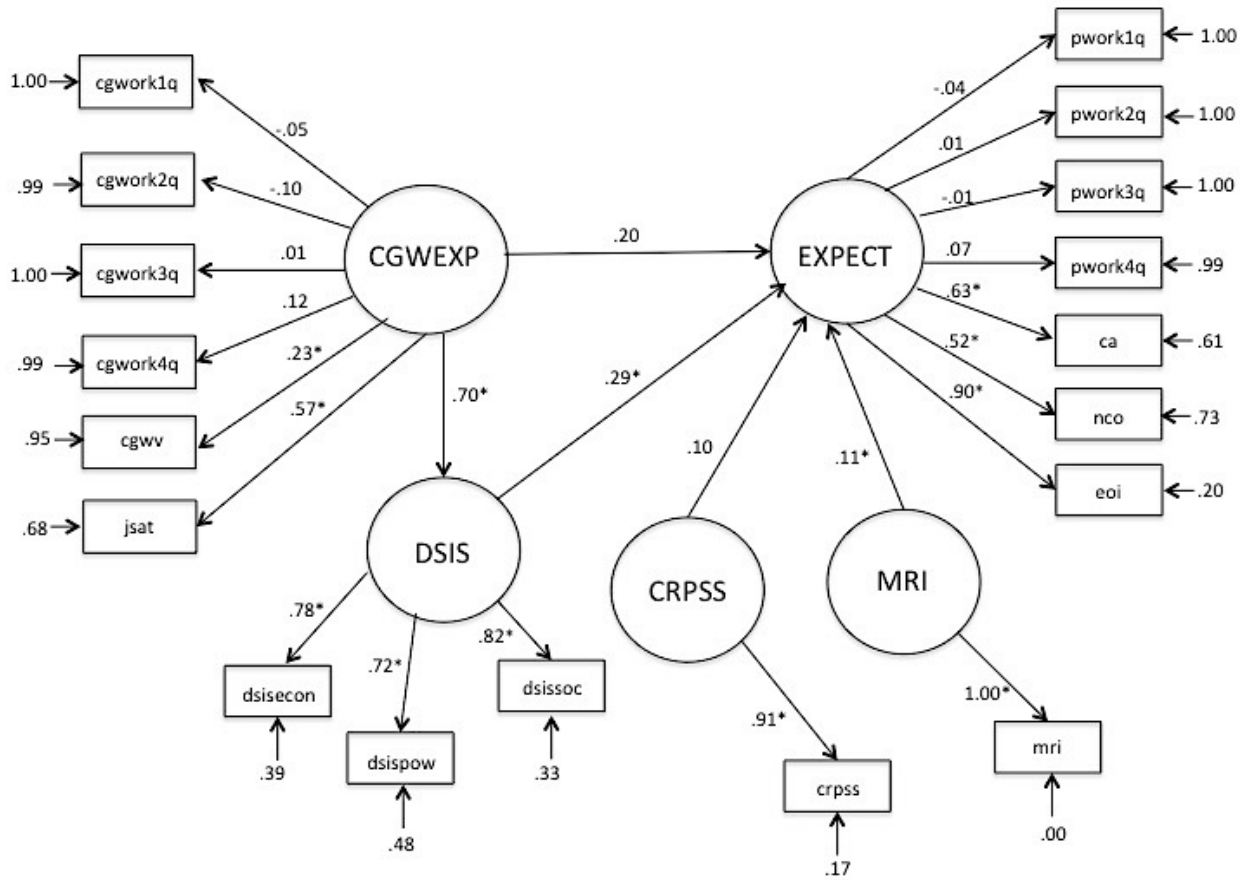 pwork1q
1.00
1.00
cgwork1q
-.04
pwork2q
1.00
-.05
.01
cgwork2q
.99
-.10
pwork3q
1.00
-.01
CGWEXP
.20
EXPECT
.01
cgwork3q
1.00
.07
pwork4q
.99
.12
.63*
cgwork4q
.99
.23*
ca
.61
.70*
.29*
.52*
.57*
cgwv
.95
.90*
nco
.73
.10
.11*
eoi
.20
jsat
.68
DSIS
CRPSS
MRI
.78*
.82*
.72*
dsisecon
dsissoc
1.00*
.91*
dsispow
mri
.39
.33
crpss
.48
.00
.17